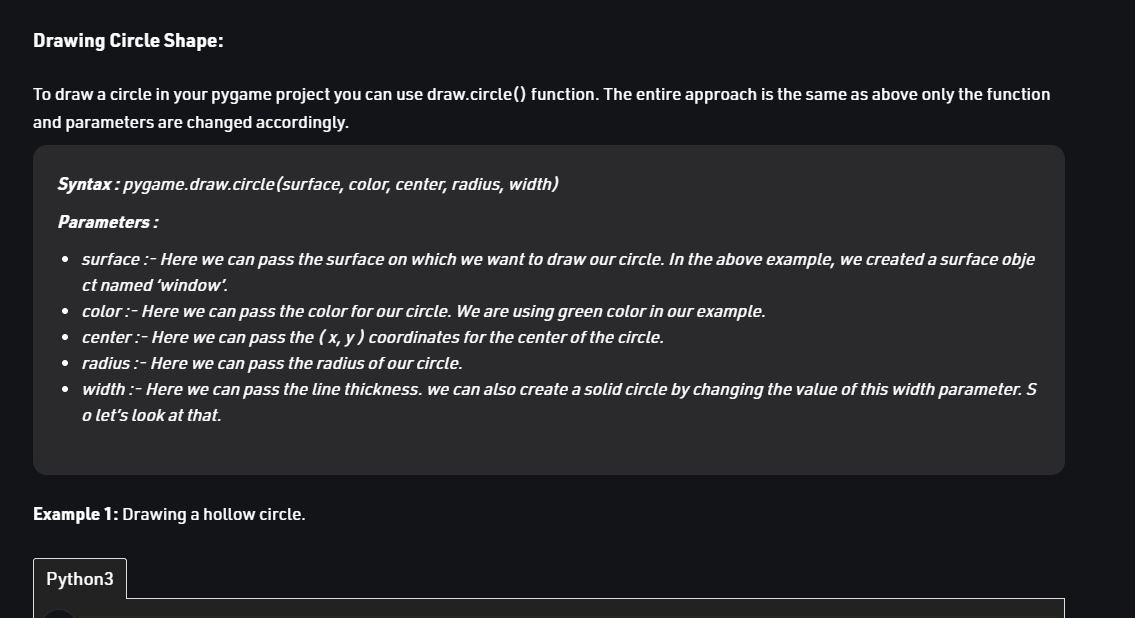 Drawing Circle Shape:
To draw a circle in your pygame project you can use draw.circle() function. The entire approach is the same as above only the function
and parameters are changed accordingly.
Syntax : pygame.draw.circle(surface, color, center, radius, width)
Parameters :
• surface :- Here we can pass the surface on which we want to draw our circle. In the above example, we created a surface obje
ct named ‘window’.
• color :- Here we can pass the color for our circle. We are using green color in our example.
• center :- Here we can pass the ( x, y ) coordinates for the center of the circle.
• radius :- Here we can pass the radius of our circle.
• width :- Here we can pass the line thickness. we can also create a solid circle by changing the value of this width parameter. S
o let’s look at that.
Example 1: Drawing a hollow circle.
Python3